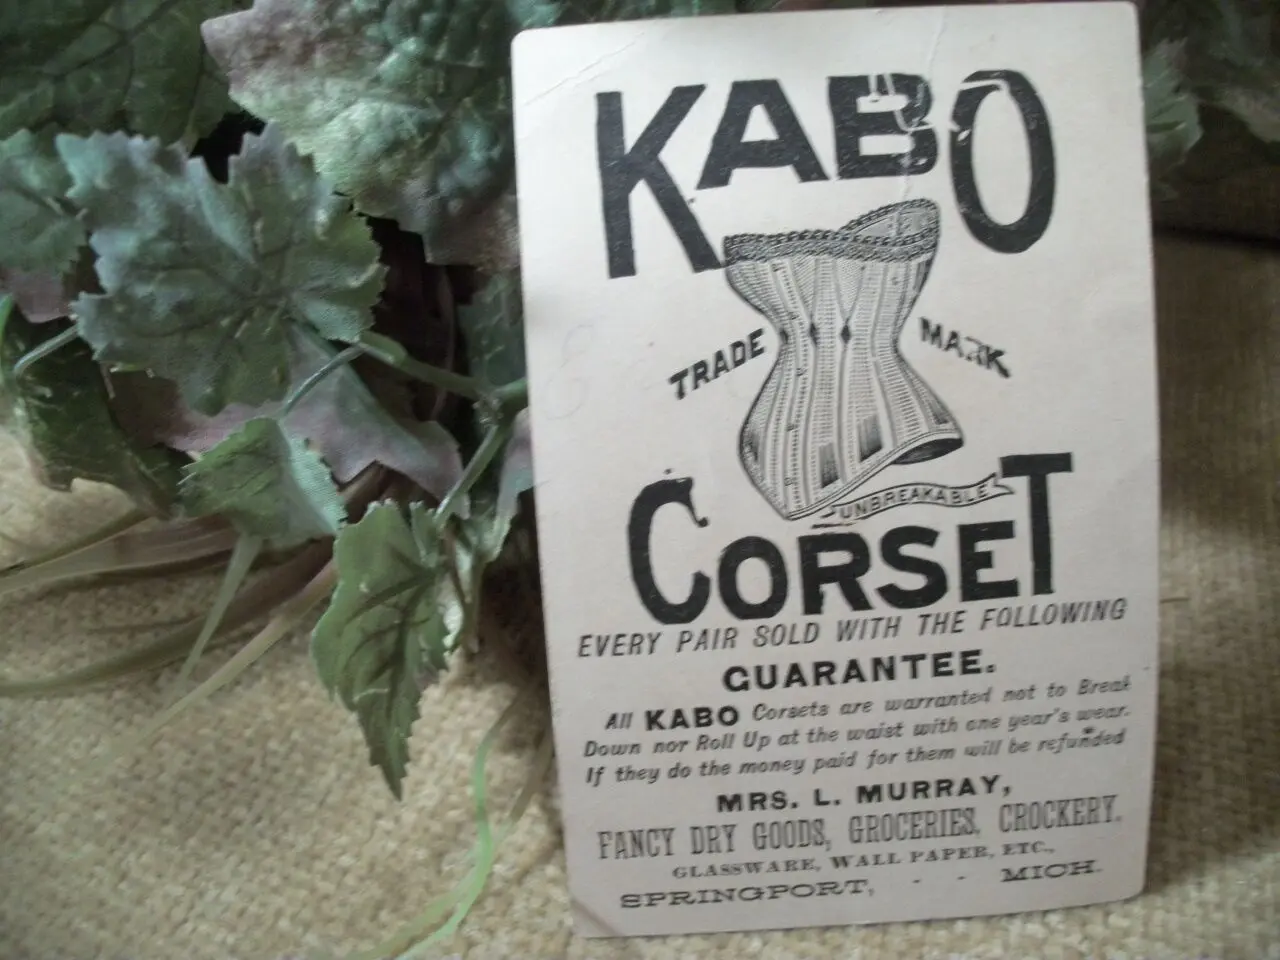 KABO
TRADE MARK
UNBREAKABLE
CORSET
EVERY PAIR SOLD WITH THE FOLLOWING
GUARANTEE.
All KABO Corsets are warranted not to Break
Down nor Roll Up at the waist with one year's wear.
If they do the money paid for them will be refunded
MRS. L. MURRAY,
FANCY DRY GOODS, GROCERIES, CROCKERY.
GLASSWARE, WALL PAPER, ETC.,
SPRINGPORT, - - MICH.